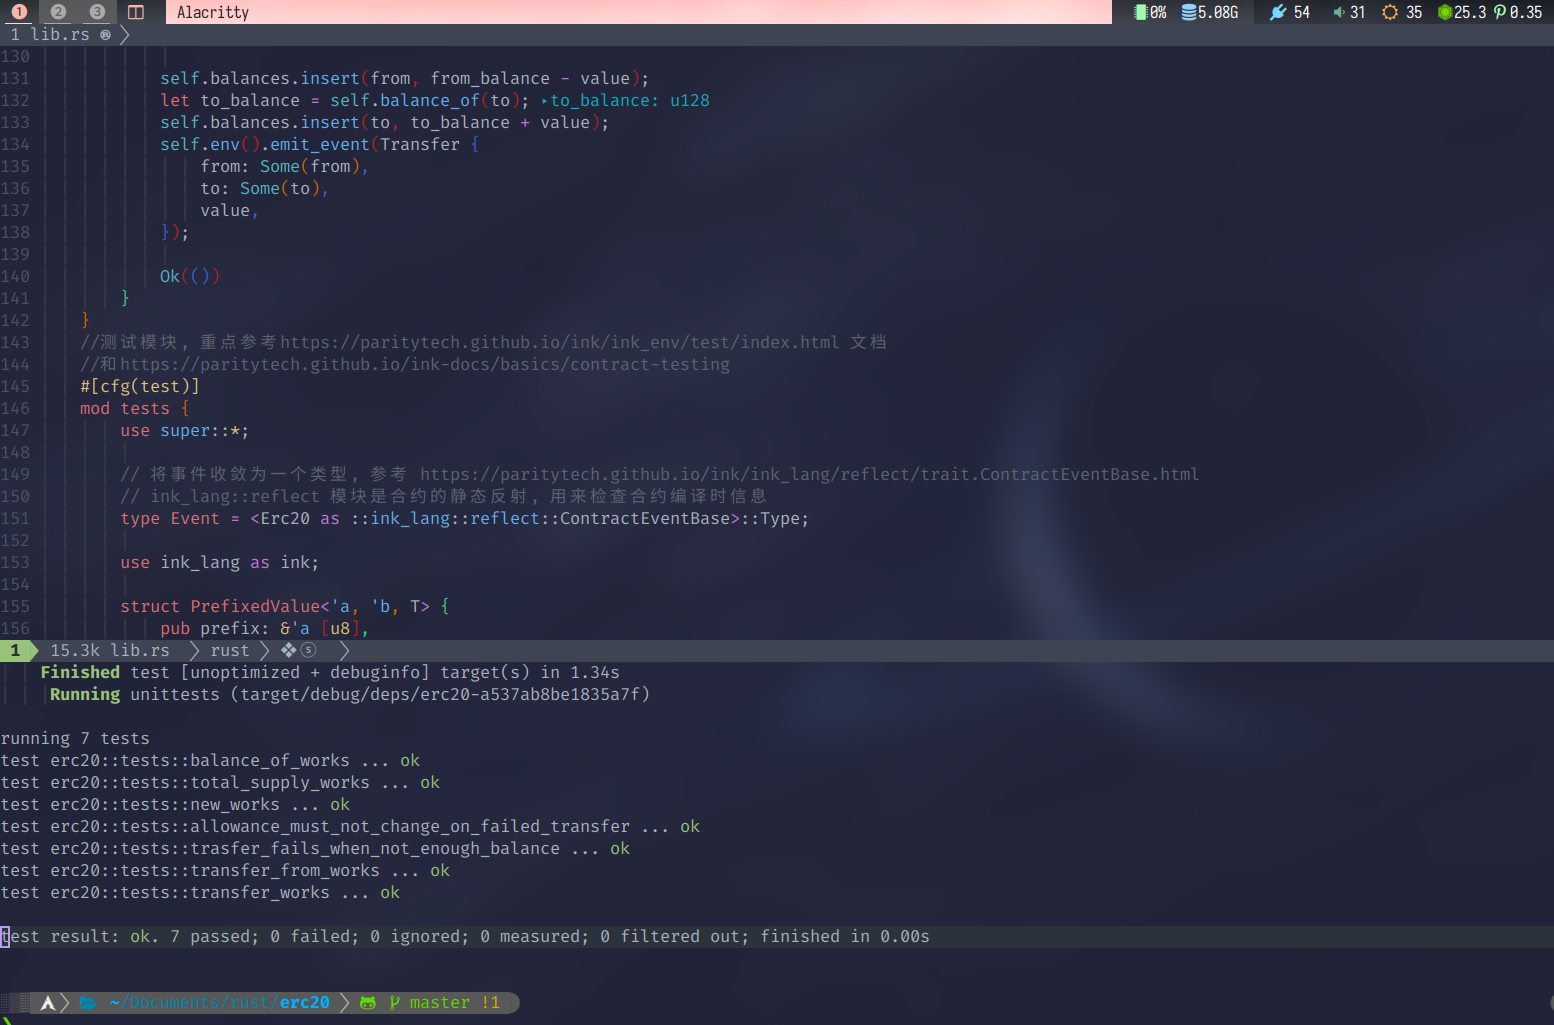 1 2 3 Alacritty 0% 5.08G 54 31 35 25.3 0.35
1 lib.rs
130
131 self.balances.insert(from, from_balance - value);
132 let to_balance = self.balance_of(to); ‣to_balance: u128
133 self.balances.insert(to, to_balance + value);
134 self.env().emit_event(Transfer {
135 from: Some(from),
136 to: Some(to),
137 value,
138 });
139
140 Ok(())
141 }
142 }
143 //测试模块，重点参考https://paritytech.github.io/ink/ink_env/test/index.html 文档
144 //和https://paritytech.github.io/ink-docs/basics/contract-testing
145 #[cfg(test)]
146 mod tests {
147 use super::*;
148
149 // 将事件收敛为一个类型，参考 https://paritytech.github.io/ink/ink_lang/reflect/trait.ContractEventBase.html
150 // ink_lang::reflect 模块是合约的静态反射，用来检查合约编译时信息
151 type Event = <Erc20 as ::ink_lang::reflect::ContractEventBase>::Type;
152
153 use ink_lang as ink;
154
155 struct PrefixedValue<'a, 'b, T> {
156 pub prefix: &'a [u8],
1 15.3k lib.rs rust ❖ⓢ
Finished test [unoptimized + debuginfo] target(s) in 1.34s
Running unittests (target/debug/deps/erc20-a537ab8be1835a7f)
running 7 tests
test erc20::tests::balance_of_works ... ok
test erc20::tests::total_supply_works ... ok
test erc20::tests::new_works ... ok
test erc20::tests::allowance_must_not_change_on_failed_transfer ... ok
test erc20::tests::trasfer_fails_when_not_enough_balance ... ok
test erc20::tests::transfer_from_works ... ok
test erc20::tests::transfer_works ... ok
test result: ok. 7 passed; 0 failed; 0 ignored; 0 measured; 0 filtered out; finished in 0.00s
~/Documents/rust/erc20 master !1